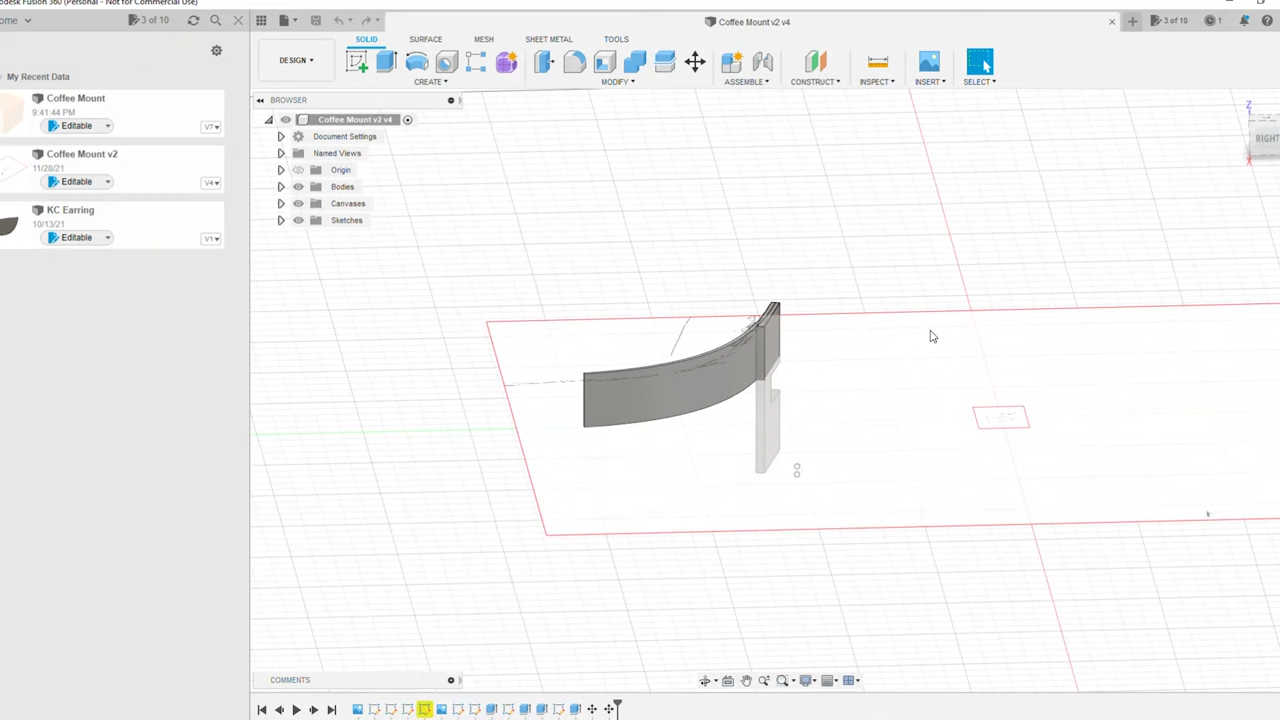 odesk Fusion 360 (Personal - Not for Commercial Use)
ome
3 of 10
Coffee Mount v2 v4
3 of 10
1
My Recent Data
Coffee Mount
9:41:44 PM
Editable
V7
Coffee Mount v2
11/28/21
Editable
V4
KC Earring
10/13/21
Editable
V1
DESIGN
SOLID
SURFACE
MESH
SHEET METAL
TOOLS
CREATE
MODIFY
ASSEMBLE
CONSTRUCT
INSPECT
INSERT
SELECT
BROWSER
Coffee Mount v2 v4
Document Settings
Named Views
Origin
Bodies
Canvases
Sketches
Z
RIGHT
X
COMMENTS